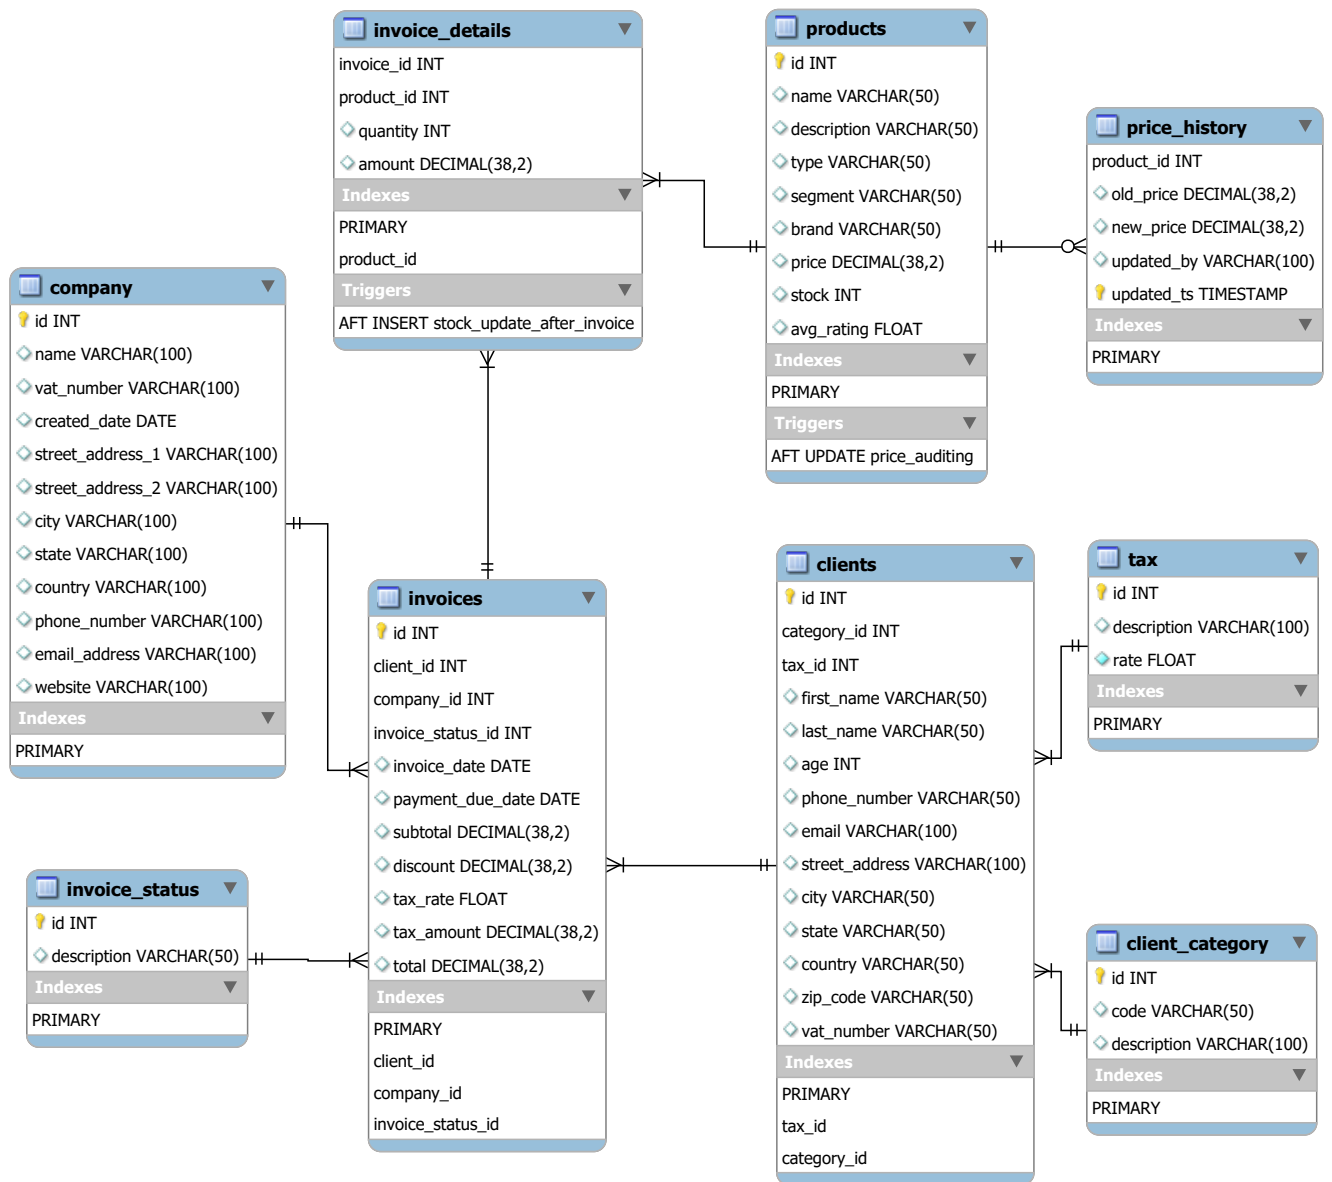 invoice_details
invoice_id INT
product_id INT
quantity INT
amount DECIMAL(38,2)
Indexes
PRIMARY
product_id
Triggers
AFT INSERT stock_update_after_invoice
products
id INT
name VARCHAR(50)
description VARCHAR(50)
type VARCHAR(50)
segment VARCHAR(50)
brand VARCHAR(50)
price DECIMAL(38,2)
stock INT
avg_rating FLOAT
Indexes
PRIMARY
Triggers
AFT UPDATE price_auditing
price_history
product_id INT
old_price DECIMAL(38,2)
new_price DECIMAL(38,2)
updated_by VARCHAR(100)
updated_ts TIMESTAMP
Indexes
PRIMARY
company
id INT
name VARCHAR(100)
vat_number VARCHAR(100)
created_date DATE
street_address_1 VARCHAR(100)
street_address_2 VARCHAR(100)
city VARCHAR(100)
state VARCHAR(100)
country VARCHAR(100)
phone_number VARCHAR(100)
email_address VARCHAR(100)
website VARCHAR(100)
Indexes
PRIMARY
invoices
id INT
client_id INT
company_id INT
invoice_status_id INT
invoice_date DATE
payment_due_date DATE
subtotal DECIMAL(38,2)
discount DECIMAL(38,2)
tax_rate FLOAT
tax_amount DECIMAL(38,2)
total DECIMAL(38,2)
Indexes
PRIMARY
client_id
company_id
invoice_status_id
clients
id INT
category_id INT
tax_id INT
first_name VARCHAR(50)
last_name VARCHAR(50)
age INT
phone_number VARCHAR(50)
email VARCHAR(100)
street_address VARCHAR(100)
city VARCHAR(50)
state VARCHAR(50)
country VARCHAR(50)
zip_code VARCHAR(50)
vat_number VARCHAR(50)
Indexes
PRIMARY
tax_id
category_id
tax
id INT
description VARCHAR(100)
rate FLOAT
Indexes
PRIMARY
invoice_status
id INT
description VARCHAR(50)
Indexes
PRIMARY
client_category
id INT
code VARCHAR(50)
description VARCHAR(100)
Indexes
PRIMARY